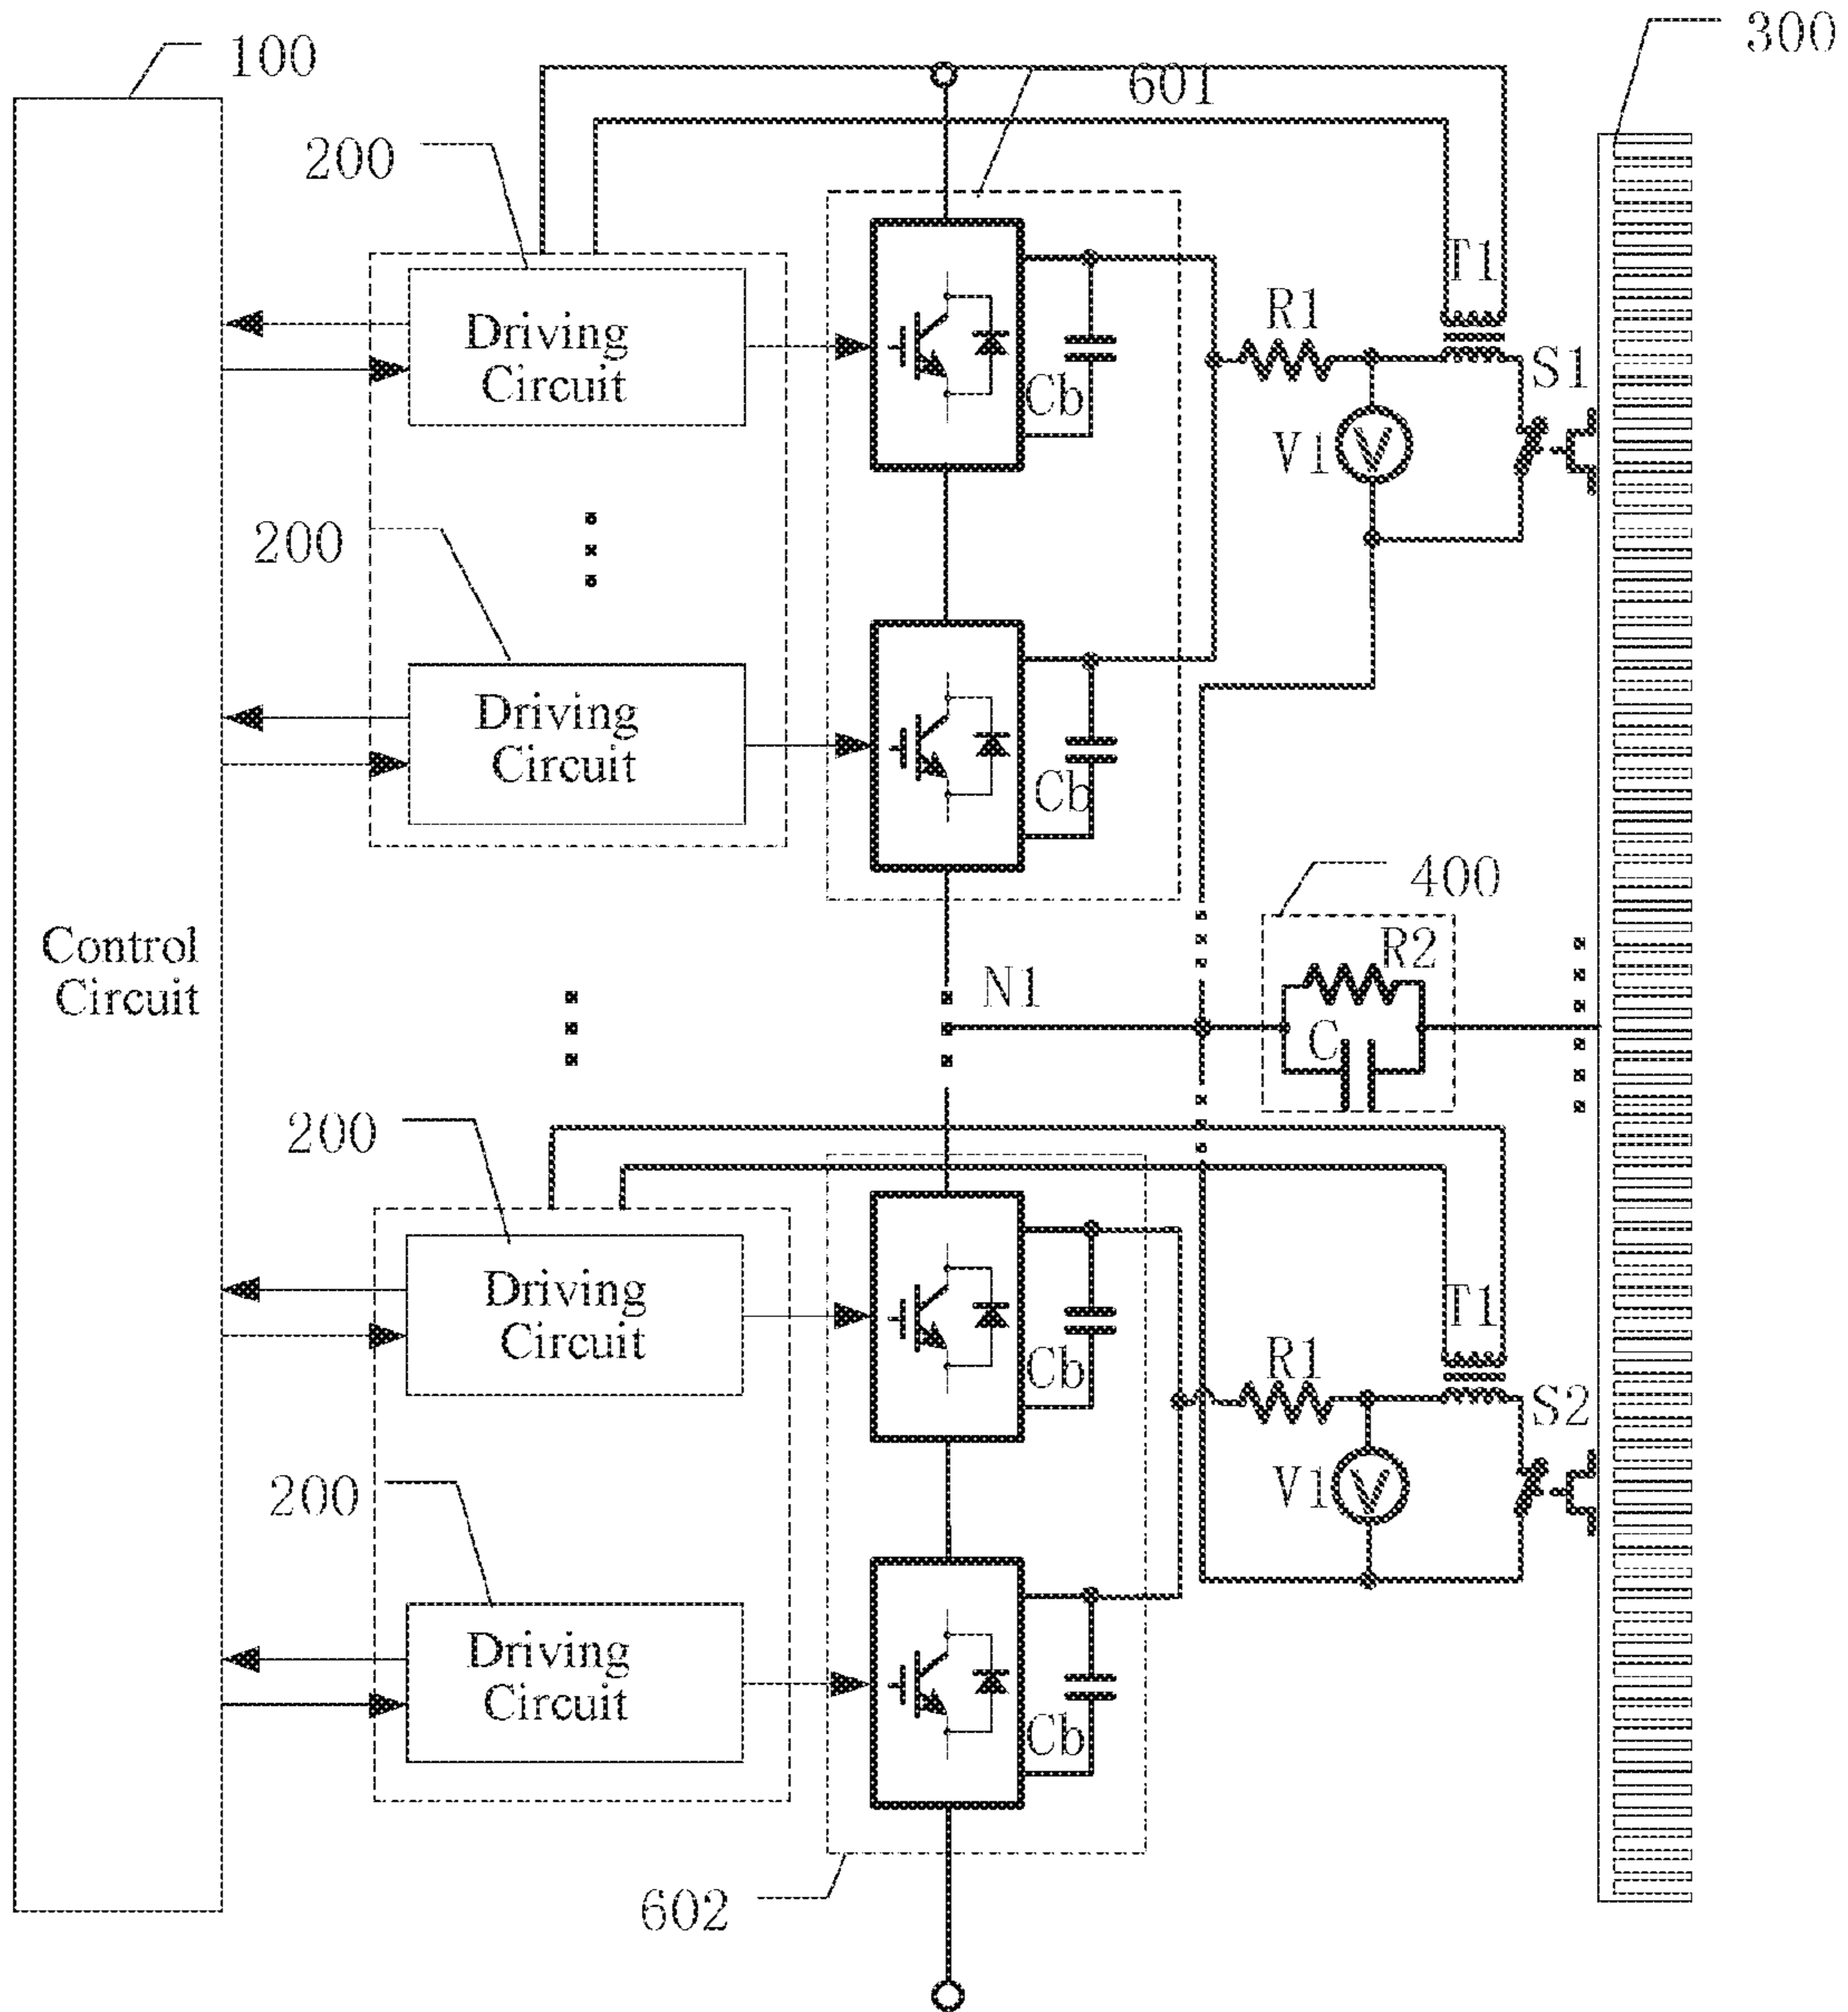 100
300
601
200
T1
R1
Driving
Circuit
S1
Cb
V1
V
200
Driving
Circuit
Cb
400
R2
Control
Circuit
N1
C
200
Driving
Circuit
T1
R1
Cb
S2
V1
V
200
Driving
Circuit
Cb
602